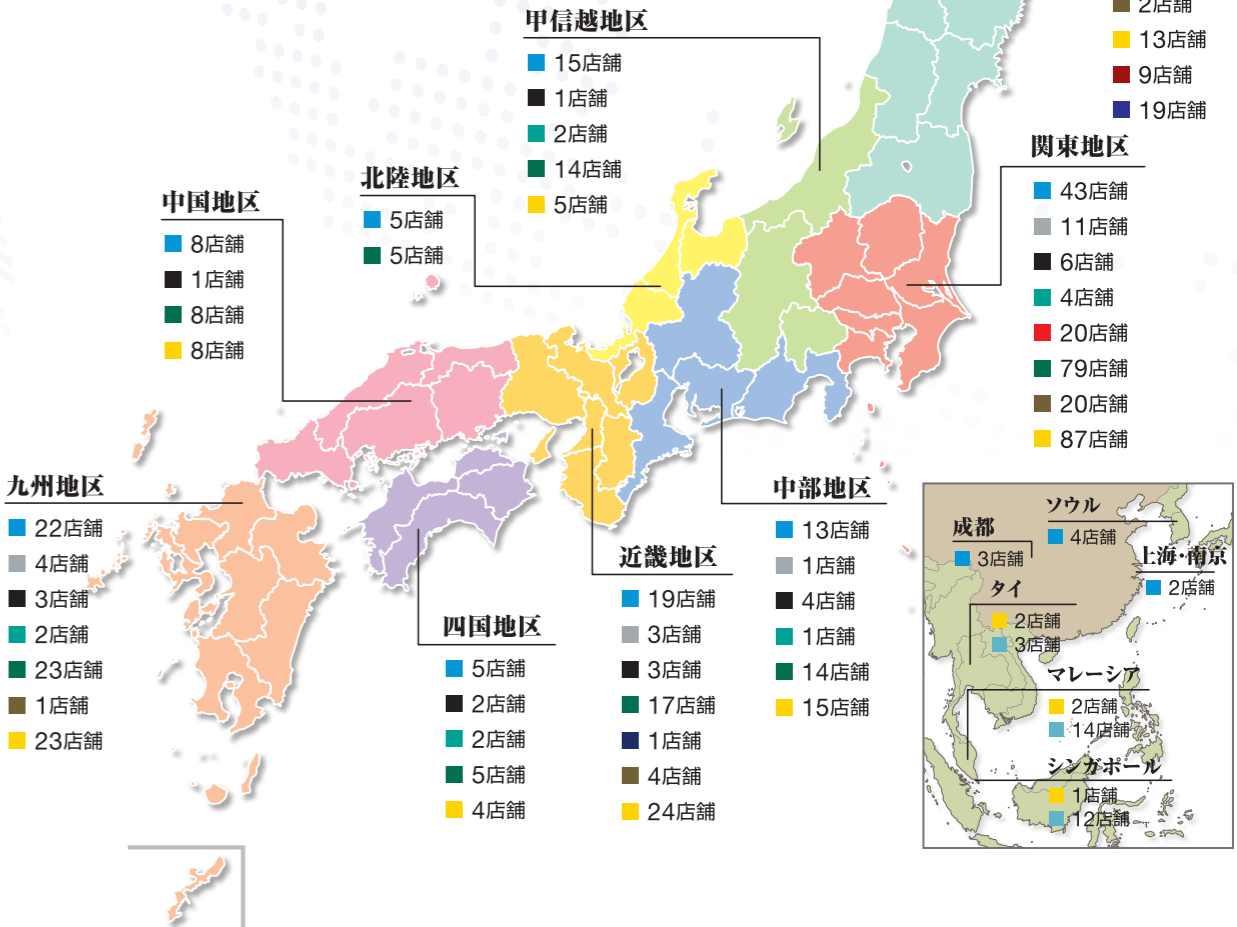 甲信越地区
15店舗
1店舗
2店舗
14店舗
5店舗
2店舗
13店舗
9店舗
19店舗
関東地区
43店舗
11店舗
6店舗
4店舗
20店舗
79店舗
20店舗
87店舗
北陸地区
5店舗
5店舗
中国地区
8店舗
1店舗
8店舗
8店舗
九州地区
22店舗
4店舗
3店舗
2店舗
23店舗
1店舗
23店舗
四国地区
5店舗
2店舗
2店舗
5店舗
4店舗
近畿地区
19店舗
3店舗
3店舗
17店舗
1店舗
4店舗
24店舗
中部地区
13店舗
1店舗
4店舗
1店舗
14店舗
15店舗
ソウル
4店舗
成都
3店舗
上海・南京
2店舗
タイ
2店舗
3店舗
マレーシア
2店舗
14店舗
シンガポール
1店舗
12店舗